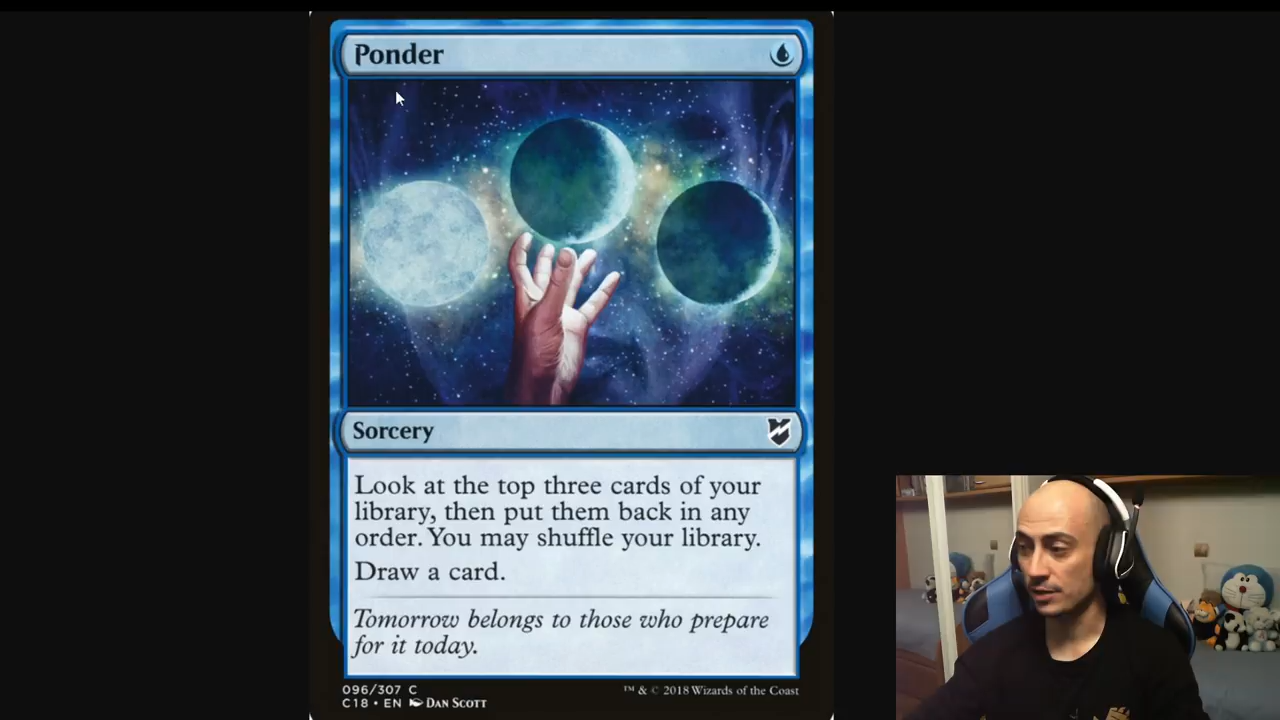 Ponder
Sorcery
Look at the top three cards of your
library, then put them back in any
order. You may shuffle your library.
Draw a card.
Tomorrow belongs to those who prepare
for it today.
096/307 C
C18 • EN DAN SCOTT
™ & © 2018 Wizards of the Coast